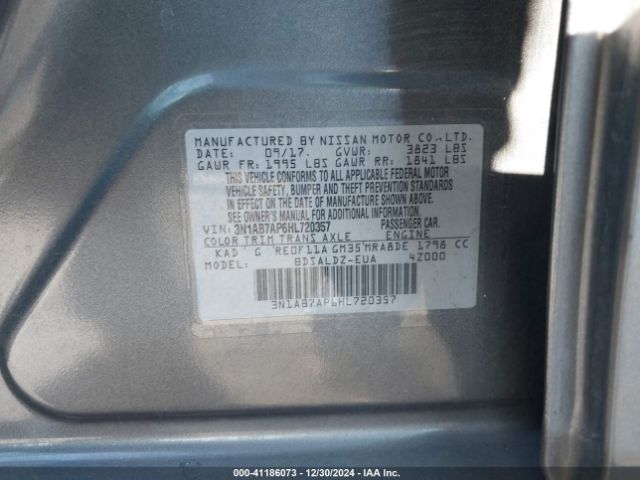 MANUFACTURED BY NISSAN MOTOR CO.,LTD.
DATE: 09/17. GVWR: 3823 LBS
GAWR FR: 1995 LBS GAWR RR: 1841 LBS
THIS VEHICLE CONFORMS TO ALL APPLICABLE FEDERAL MOTOR
VEHICLE SAFETY, BUMPER AND THEFT PREVENTION STANDARDS
IN EFFECT ON THE DATE OF MANUFACTURE SHOWN ABOVE.
SEE OWNER'S MANUAL FOR ADDITIONAL INFORMATION.
VIN: 3N1AB7AP6HL720357 PASSENGER CAR.
COLOR TRIM TRANS AXLE ENGINE
KAD G RE0F11A GM35 MRA8DE 1798 CC
MODEL: BDSALDZ-EUA 4Z000
3N1AB7AP6HL720357
000-41186073 — 12/30/2024 — IAA Inc.